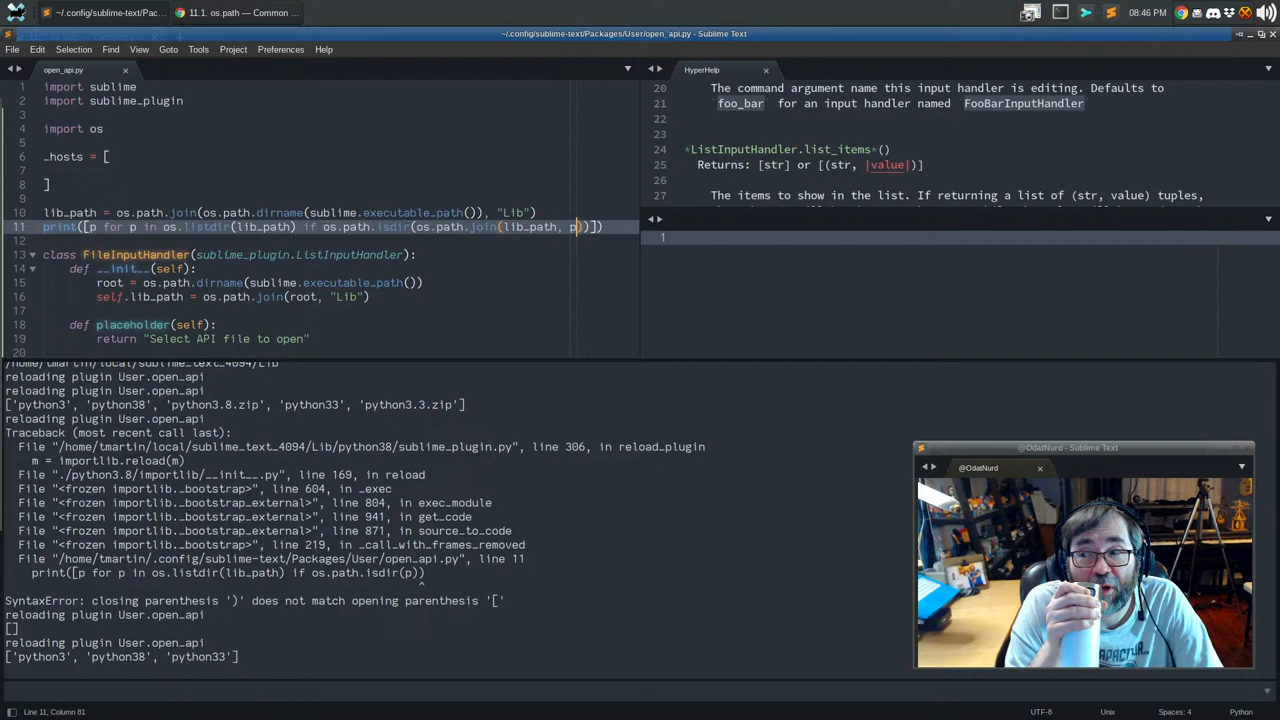 ~/.config/sublime-text/Pac...
11.1. os.path — Common ...
08:46 PM
~/.config/sublime-text/Packages/User/open_api.py - Sublime Text
File Edit Selection Find View Goto Tools Project Preferences Help
open_api.py
1 import sublime
2 import sublime_plugin
3
4 import os
5
6 _hosts = [
7
8 ]
9
10 lib_path = os.path.join(os.path.dirname(sublime.executable_path()), "Lib")
11 print([p for p in os.listdir(lib_path) if os.path.isdir(os.path.join(lib_path, p))])
12
13 class FileInputHandler(sublime_plugin.ListInputHandler):
14 def __init__(self):
15 root = os.path.dirname(sublime.executable_path())
16 self.lib_path = os.path.join(root, "Lib")
17
18 def placeholder(self):
19 return "Select API file to open"
20
HyperHelp
20 The command argument name this input handler is editing. Defaults to
21 `foo_bar` for an input handler named `FooBarInputHandler`
22
23
24 *ListInputHandler.list_items*()
25 Returns: [str] or [(str, |value|)]
26
27 The items to show in the list. If returning a list of (str, value) tuples,
1
/home/tmartin/local/sublime_text_4094/Lib
reloading plugin User.open_api
reloading plugin User.open_api
['python3', 'python38', 'python3.8.zip', 'python33', 'python3.3.zip']
reloading plugin User.open_api
Traceback (most recent call last):
File "/home/tmartin/local/sublime_text_4094/Lib/python38/sublime_plugin.py", line 306, in reload_plugin
m = importlib.reload(m)
File "./python3.8/importlib/__init__.py", line 169, in reload
File "<frozen importlib._bootstrap>", line 604, in _exec
File "<frozen importlib._bootstrap_external>", line 804, in exec_module
File "<frozen importlib._bootstrap_external>", line 941, in get_code
File "<frozen importlib._bootstrap_external>", line 871, in source_to_code
File "<frozen importlib._bootstrap>", line 219, in _call_with_frames_removed
File "/home/tmartin/.config/sublime-text/Packages/User/open_api.py", line 11
print([p for p in os.listdir(lib_path) if os.path.isdir(p))
^
SyntaxError: closing parenthesis ')' does not match opening parenthesis '['
reloading plugin User.open_api
[]
reloading plugin User.open_api
['python3', 'python38', 'python33']
@OdatNurd - Sublime Text
@OdatNurd
Line 11, Column 81
UTF-8
Unix
Spaces: 4
Python